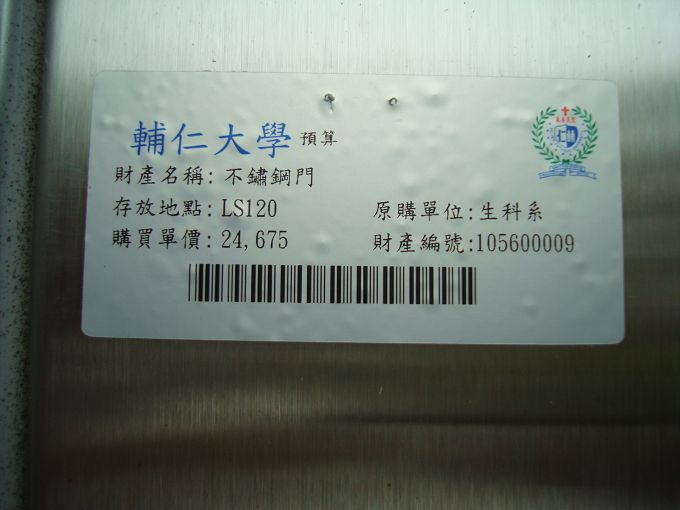 輔仁大學 預算
財產名稱: 不鏽鋼門
存放地點: LS120 原購單位: 生科系
購買單價: 24,675 財產編號:105600009